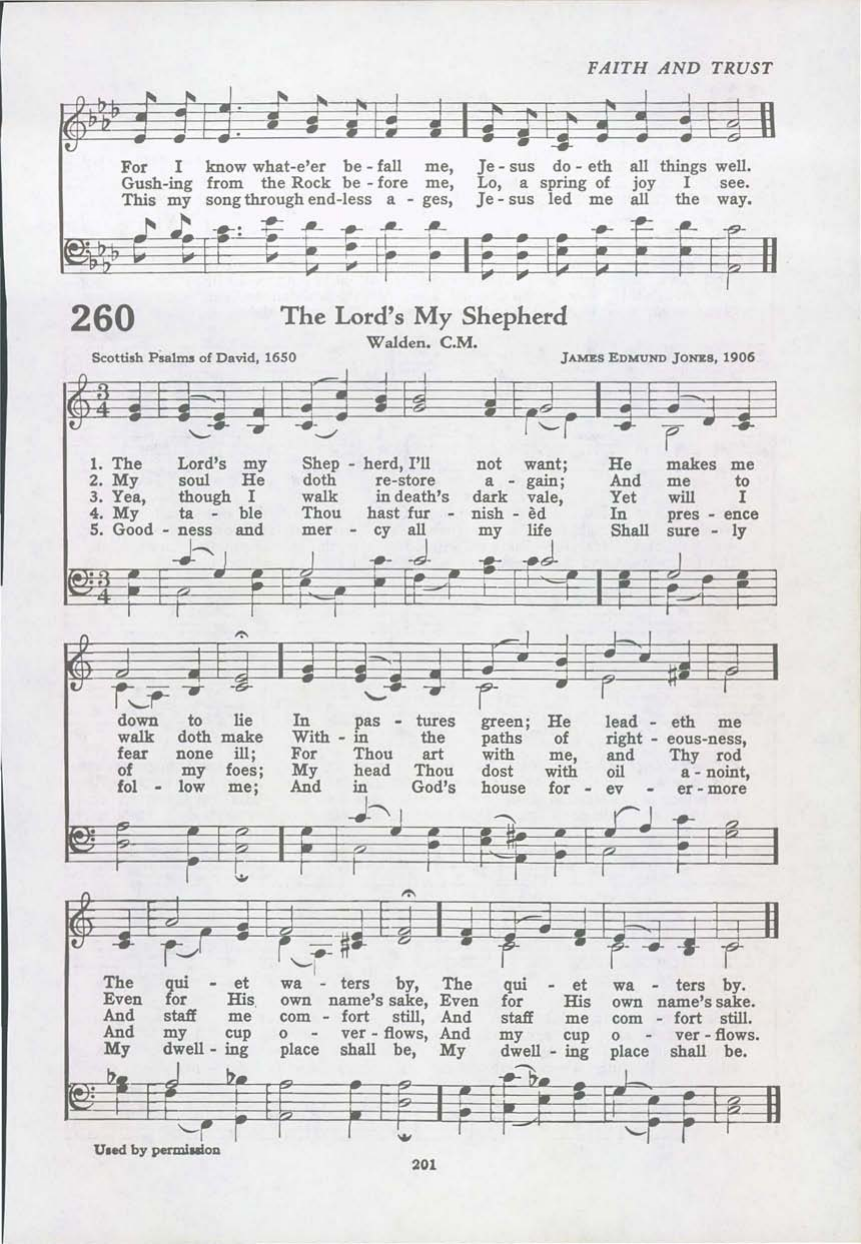 FAITH AND TRUST
For I know what-e'er be - fall me, Je - sus do - eth all things well.
Gush-ing from the Rock be - fore me, Lo, a spring of joy I see.
This my song through end-less a - ges, Je - sus led me all the way.
260 The Lord's My Shepherd
Walden. C.M.
Scottish Psalms of David, 1650 JAMES EDMUND JONES, 1906
3
4
1. The Lord's my Shep - herd, I'll not want; He makes me
2. My soul He doth re-store a - gain; And me to
3. Yea, though I walk in death's dark vale, Yet will I
4. My ta - ble Thou hast fur - nish - èd In pres - ence
5. Good - ness and mer - cy all my life Shall sure - ly
3
4
down to lie In pas - tures green; He lead - eth me
walk doth make With - in the paths of right - eous-ness,
fear none ill; For Thou art with me, and Thy rod
of my foes; My head Thou dost with oil a - noint,
fol - low me; And in God's house for - ev - er - more
The qui - et wa - ters by, The qui - et wa - ters by.
Even for His own name's sake, Even for His own name's sake.
And staff me com - fort still, And staff me com - fort still.
And my cup o - ver - flows, And my cup o - ver - flows.
My dwell - ing place shall be, My dwell - ing place shall be.
Used by permission
201